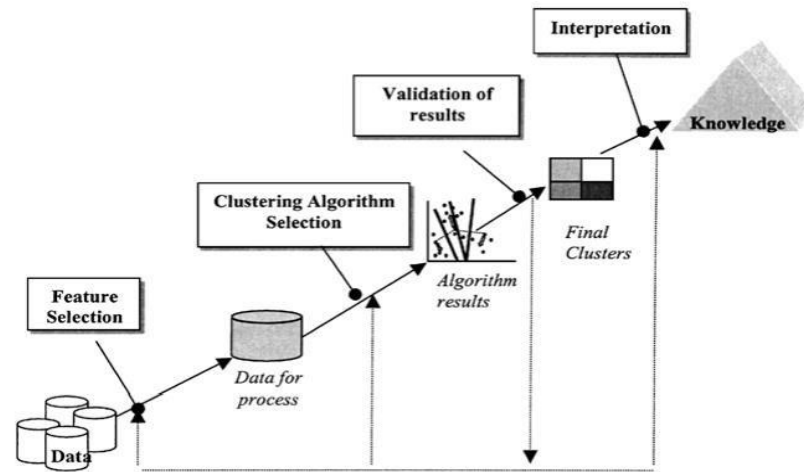 Interpretation
Knowledge
Validation of
results
Final
Clusters
Clustering Algorithm
Selection
Algorithm
results
Feature
Selection
Data for
process
Data